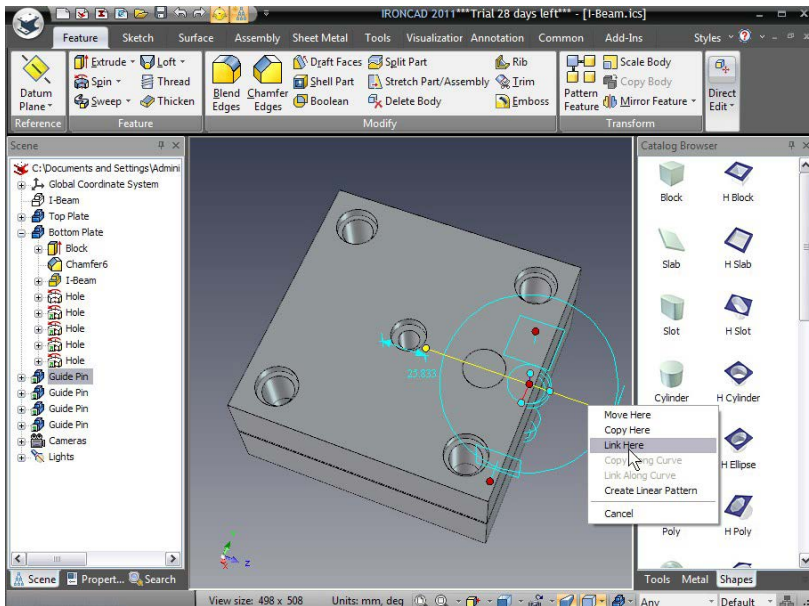 IRONCAD 2011***Trial 28 days left*** - [I-Beam.ics]
Feature Sketch Surface Assembly Sheet Metal Tools Visualization Annotation Common Add-Ins Styles
Datum Plane
Extrude Loft
Spin Thread
Sweep Thicken
Blend Edges
Chamfer Edges
Draft Faces Split Part Rib
Shell Part Stretch Part/Assembly Trim
Boolean Delete Body Emboss
Pattern Feature
Scale Body
Copy Body
Mirror Feature
Direct Edit
Reference Feature Modify Transform
Scene
C:\Documents and Settings\Admini
Global Coordinate System
I-Beam
Top Plate
Bottom Plate
Block
Chamfer6
I-Beam
Hole
Hole
Hole
Hole
Hole
Guide Pin
Guide Pin
Guide Pin
Guide Pin
Cameras
Lights
Scene Propert... Search
25.833
z
Move Here
Copy Here
Link Here
Copy Along Curve
Link Along Curve
Create Linear Pattern
Cancel
Catalog Browser
Block H Block
Slab H Slab
Slot H Slot
Cylinder H Cylinder
H Ellipse
Poly H Poly
Tools Metal Shapes
View size: 498 x 508 Units: mm, deg Any Default